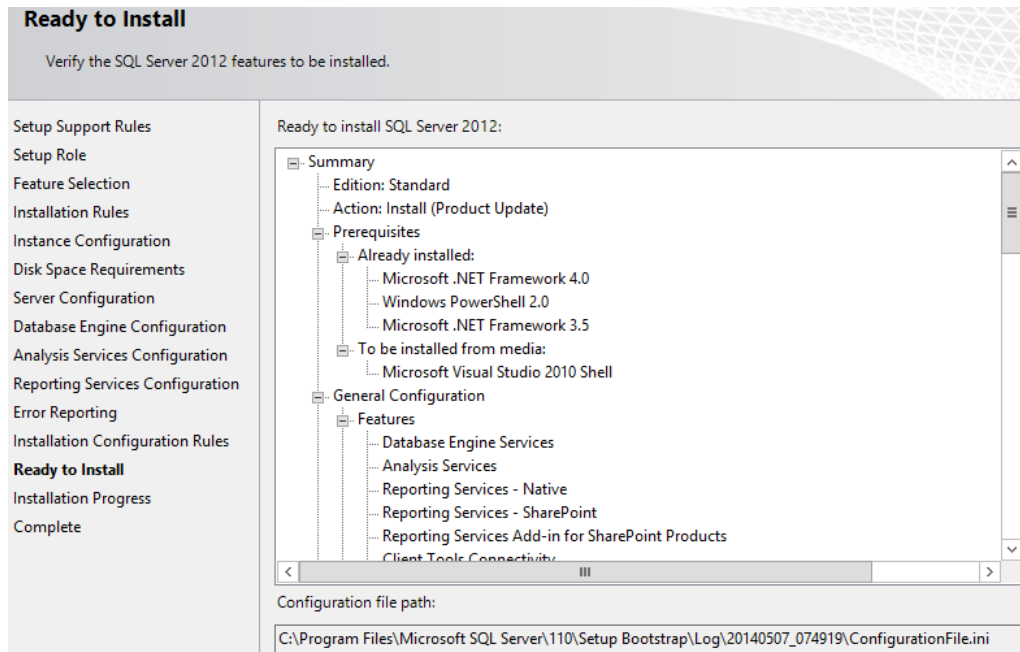 Ready to Install
Verify the SQL Server 2012 features to be installed.
Setup Support Rules
Setup Role
Feature Selection
Installation Rules
Instance Configuration
Disk Space Requirements
Server Configuration
Database Engine Configuration
Analysis Services Configuration
Reporting Services Configuration
Error Reporting
Installation Configuration Rules
Ready to Install
Installation Progress
Complete
Ready to install SQL Server 2012:
Summary
Edition: Standard
Action: Install (Product Update)
Prerequisites
Already installed:
Microsoft .NET Framework 4.0
Windows PowerShell 2.0
Microsoft .NET Framework 3.5
To be installed from media:
Microsoft Visual Studio 2010 Shell
General Configuration
Features
Database Engine Services
Analysis Services
Reporting Services - Native
Reporting Services - SharePoint
Reporting Services Add-in for SharePoint Products
Client Tools Connectivity
Configuration file path:
C:\Program Files\Microsoft SQL Server\110\Setup Bootstrap\Log\20140507_074919\ConfigurationFile.ini